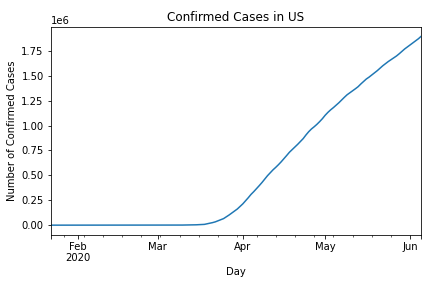 Confirmed Cases in US
1e6
1.75
1.50
1.25
1.00
0.75
0.50
0.25
0.00
Number of Confirmed Cases
Feb
2020
Mar
Apr
May
Jun
Day